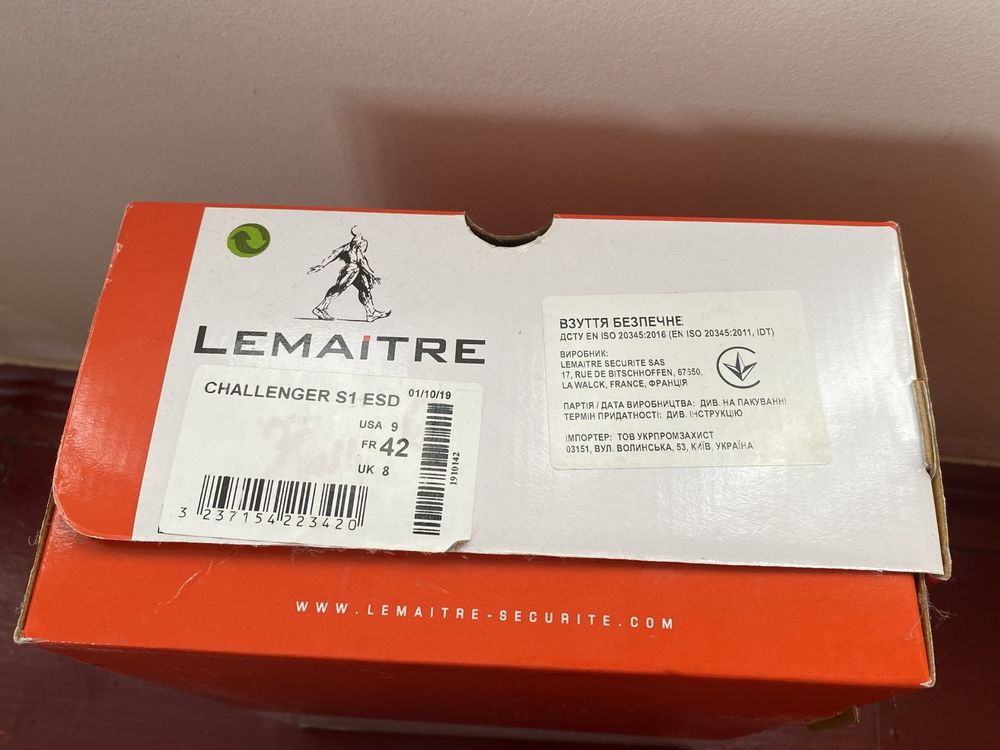 LEMAiTRE
CHALLENGER S1 ESD 01/10/19
USA 9
FR 42
UK 8
1910142
3 237154 223420
ВЗУТТЯ БЕЗПЕЧНЕ
ДСТУ EN ISO 20345:2016 (EN ISO 20345:2011, IDT)
ВИРОБНИК:
LEMAITRE SECURITE SAS
17, RUE DE BITSCHHOFFEN, 67350,
LA WALCK, FRANCE, ФРАНЦІЯ
ПАРТІЯ / ДАТА ВИРОБНИЦТВА: ДИВ. НА ПАКУВАННІ
ТЕРМІН ПРИДАТНОСТІ: ДИВ. ІНСТРУКЦІЮ
ІМПОРТЕР: ТОВ УКРПРОМЗАХИСТ
03151, ВУЛ. ВОЛИНСЬКА, 53, КИЇВ, УКРАЇНА
WWW.LEMAITRE-SECURITE.COM